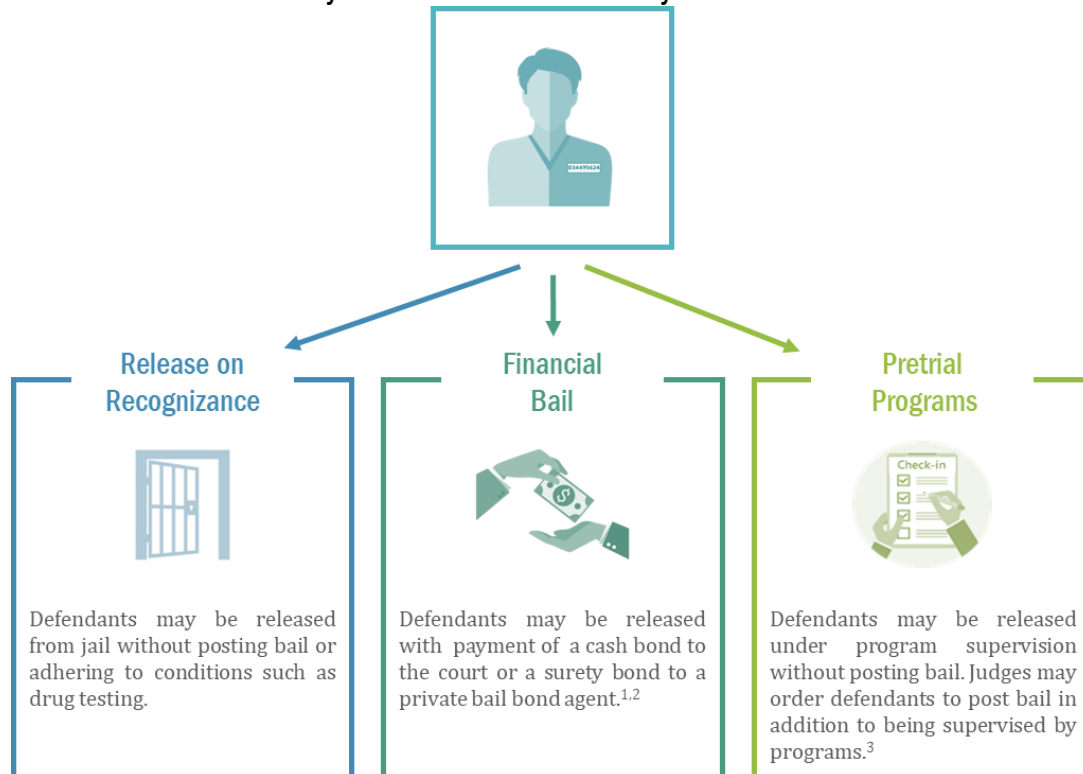 034495634
Release on
Recognizance
Defendants may be released
from jail without posting bail or
adhering to conditions such as
drug testing.
Financial
Bail
Defendants may be released
with payment of a cash bond to
the court or a surety bond to a
private bail bond agent.1,2
Pretrial
Programs
Check-in
Defendants may be released
under program supervision
without posting bail. Judges may
order defendants to post bail in
addition to being supervised by
programs.3